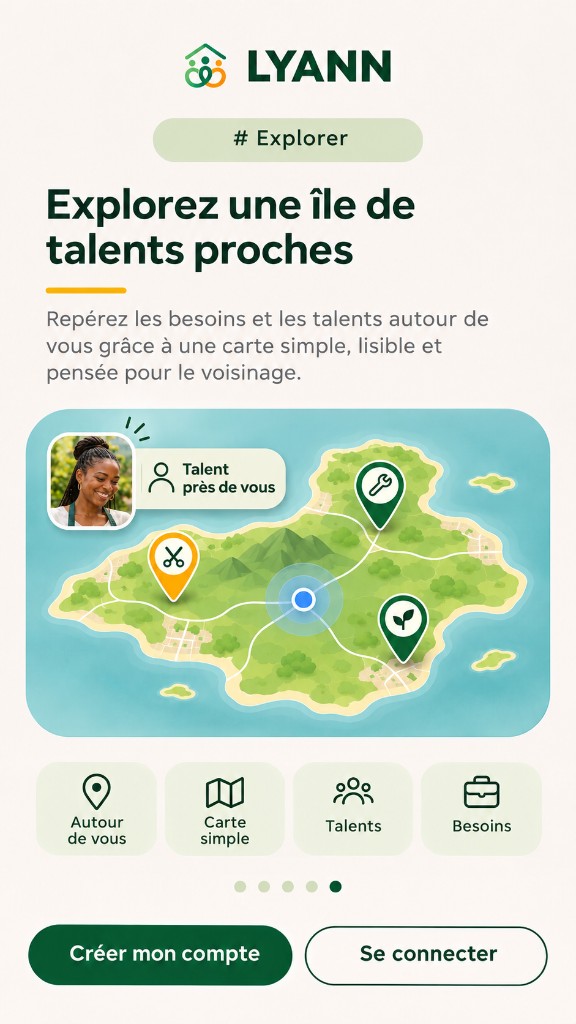 LYANN
# Explorer
Explorez une île de
talents proches
Repérez les besoins et les talents autour de
vous grâce à une carte simple, lisible et
pensée pour le voisinage.
Talent
près de vous
Autour
de vous
Carte
simple
Talents
Besoins
Créer mon compte
Se connecter